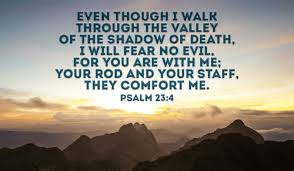 EVEN THOUGH I WALK
THROUGH THE VALLEY
OF THE SHADOW OF DEATH,
I WILL FEAR NO EVIL,
FOR YOU ARE WITH ME;
YOUR ROD AND YOUR STAFF,
THEY COMFORT ME.
PSALM 23:4